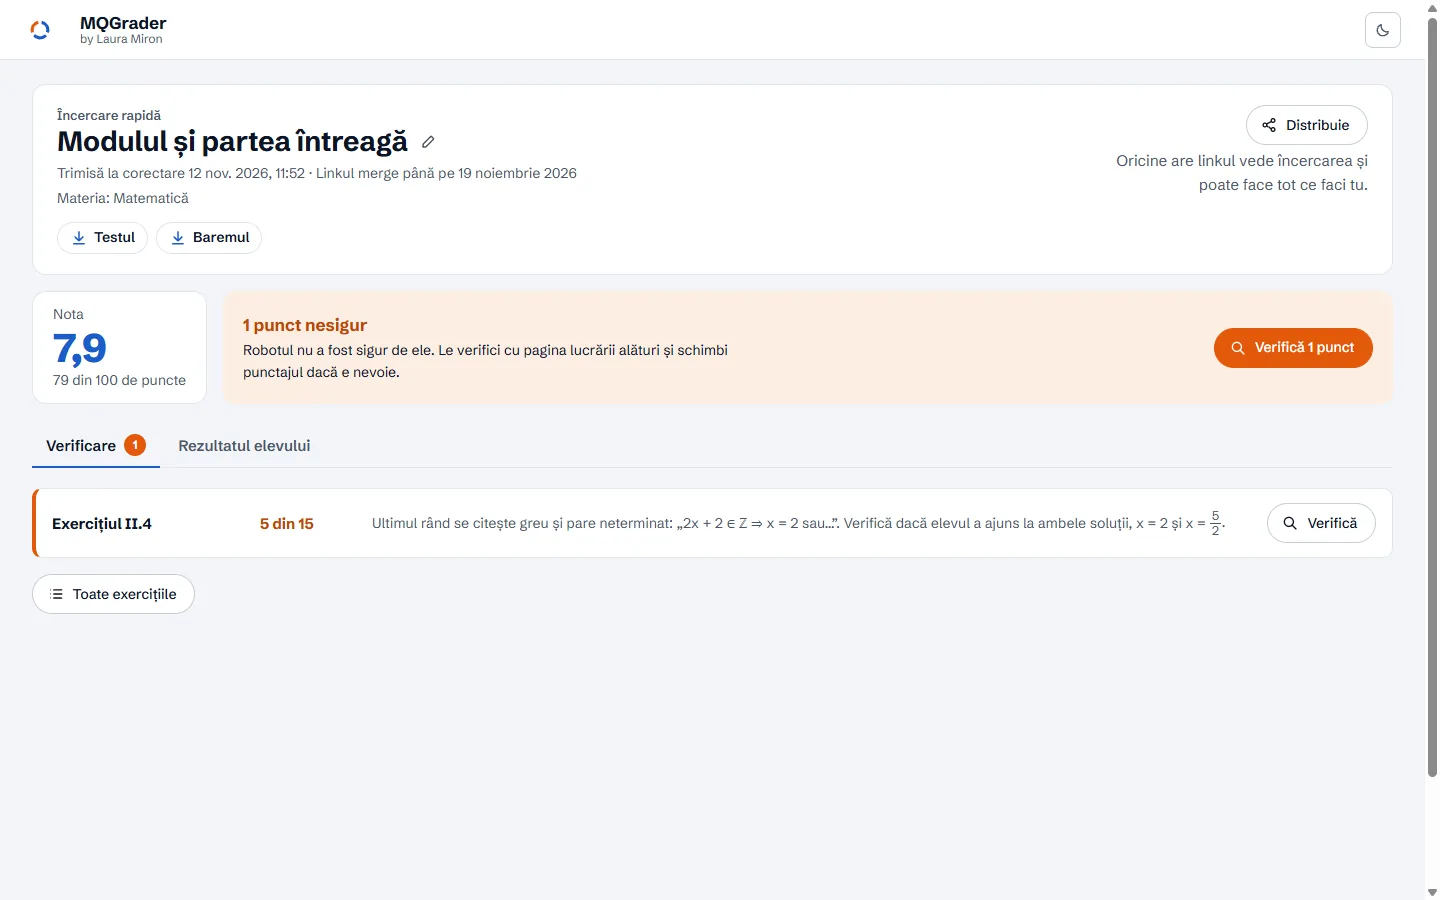 MQGrader
by Laura Miron
Încercare rapidă
Modulul și partea întreagă
Trimisă la corectare 12 nov. 2026, 11:52 · Linkul merge până pe 19 noiembrie 2026
Materia: Matematică
Testul
Baremul
Distribuie
Oricine are linkul vede încercarea și
poate face tot ce faci tu.
Nota
7,9
79 din 100 de puncte
1 punct nesigur
Robotul nu a fost sigur de ele. Le verifici cu pagina lucrării alături și schimbi
punctajul dacă e nevoie.
Verifică 1 punct
Verificare 1
Rezultatul elevului
Exercițiul II.4
5 din 15
Ultimul rând se citește greu și pare neterminat: „2x + 2 ∈ ℤ ⇒ x = 2 sau…”. Verifică dacă elevul a ajuns la ambele soluții, x = 2 și x = 5/2.
Verifică
Toate exercițiile